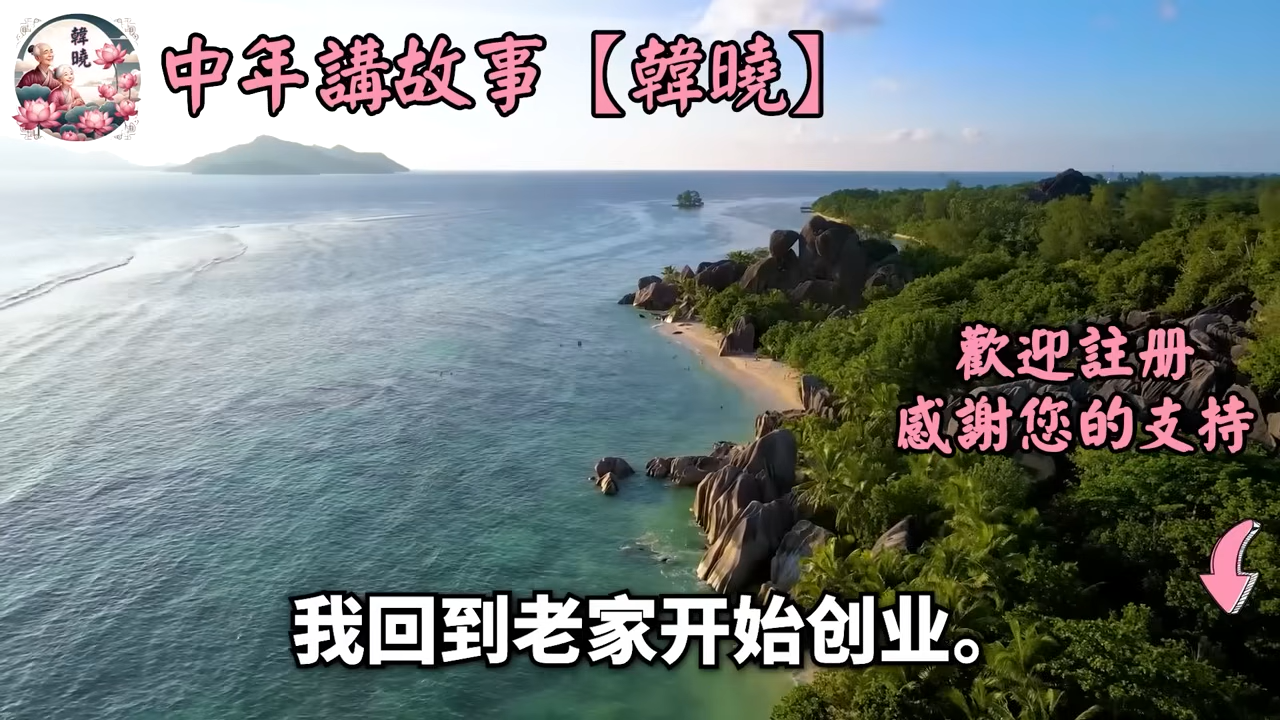 韓
曉
中年講故事【韓曉】
歡迎註册
感謝您的支持
我回到老家开始创业。